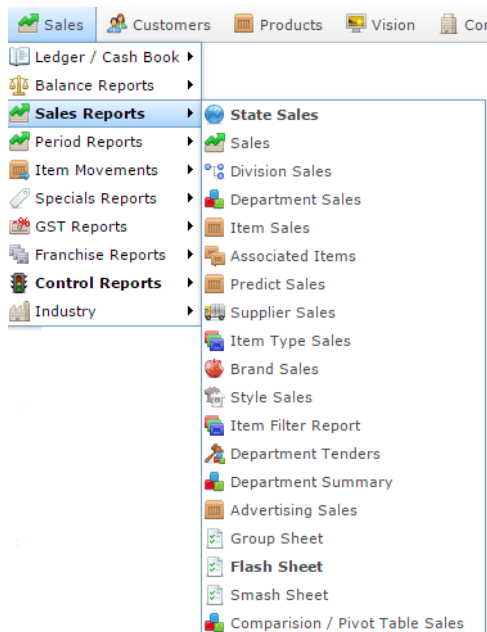 Sales Customers Products Vision Co
Ledger / Cash Book
Balance Reports
Sales Reports
Period Reports
Item Movements
Specials Reports
GST Reports
Franchise Reports
Control Reports
Industry
State Sales
Sales
Division Sales
Department Sales
Item Sales
Associated Items
Predict Sales
Supplier Sales
Item Type Sales
Brand Sales
Style Sales
Item Filter Report
Department Tenders
Department Summary
Advertising Sales
Group Sheet
Flash Sheet
Smash Sheet
Comparision / Pivot Table Sales